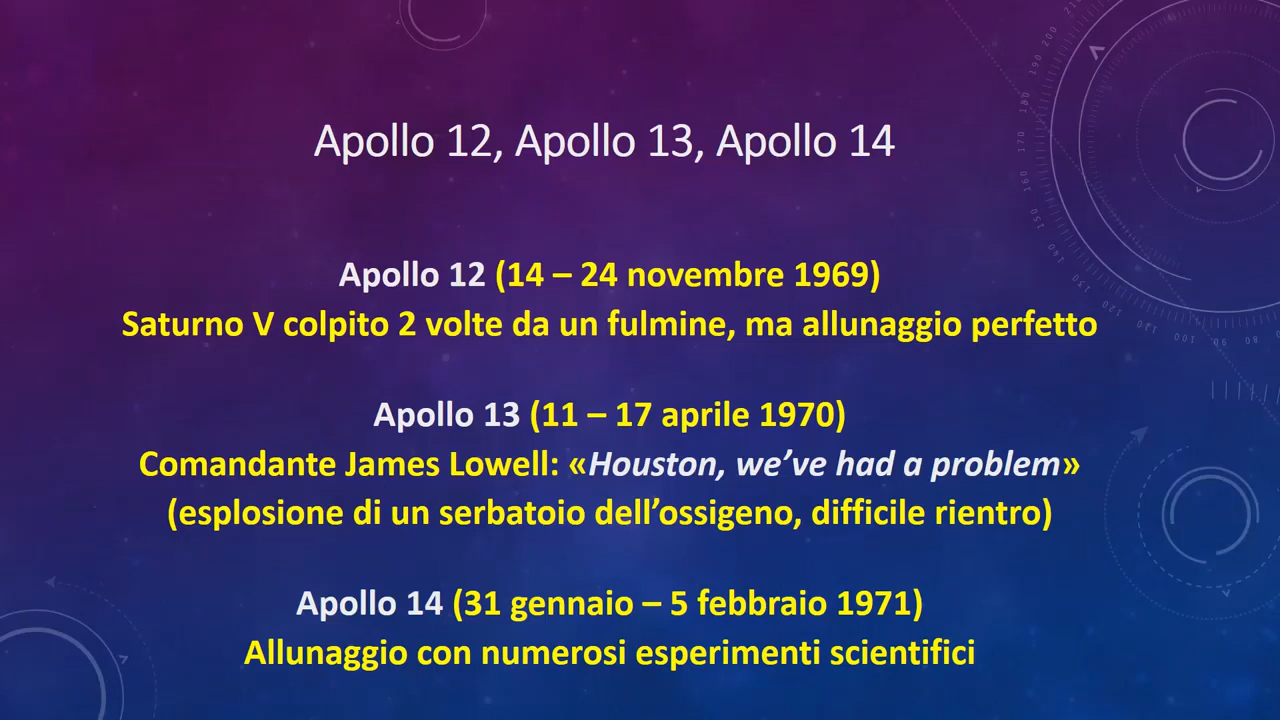 Apollo 12, Apollo 13, Apollo 14
Apollo 12 (14 – 24 novembre 1969)
Saturno V colpito 2 volte da un fulmine, ma allunaggio perfetto
Apollo 13 (11 – 17 aprile 1970)
Comandante James Lowell: «Houston, we’ve had a problem»
(esplosione di un serbatoio dell’ossigeno, difficile rientro)
Apollo 14 (31 gennaio – 5 febbraio 1971)
Allunaggio con numerosi esperimenti scientifici